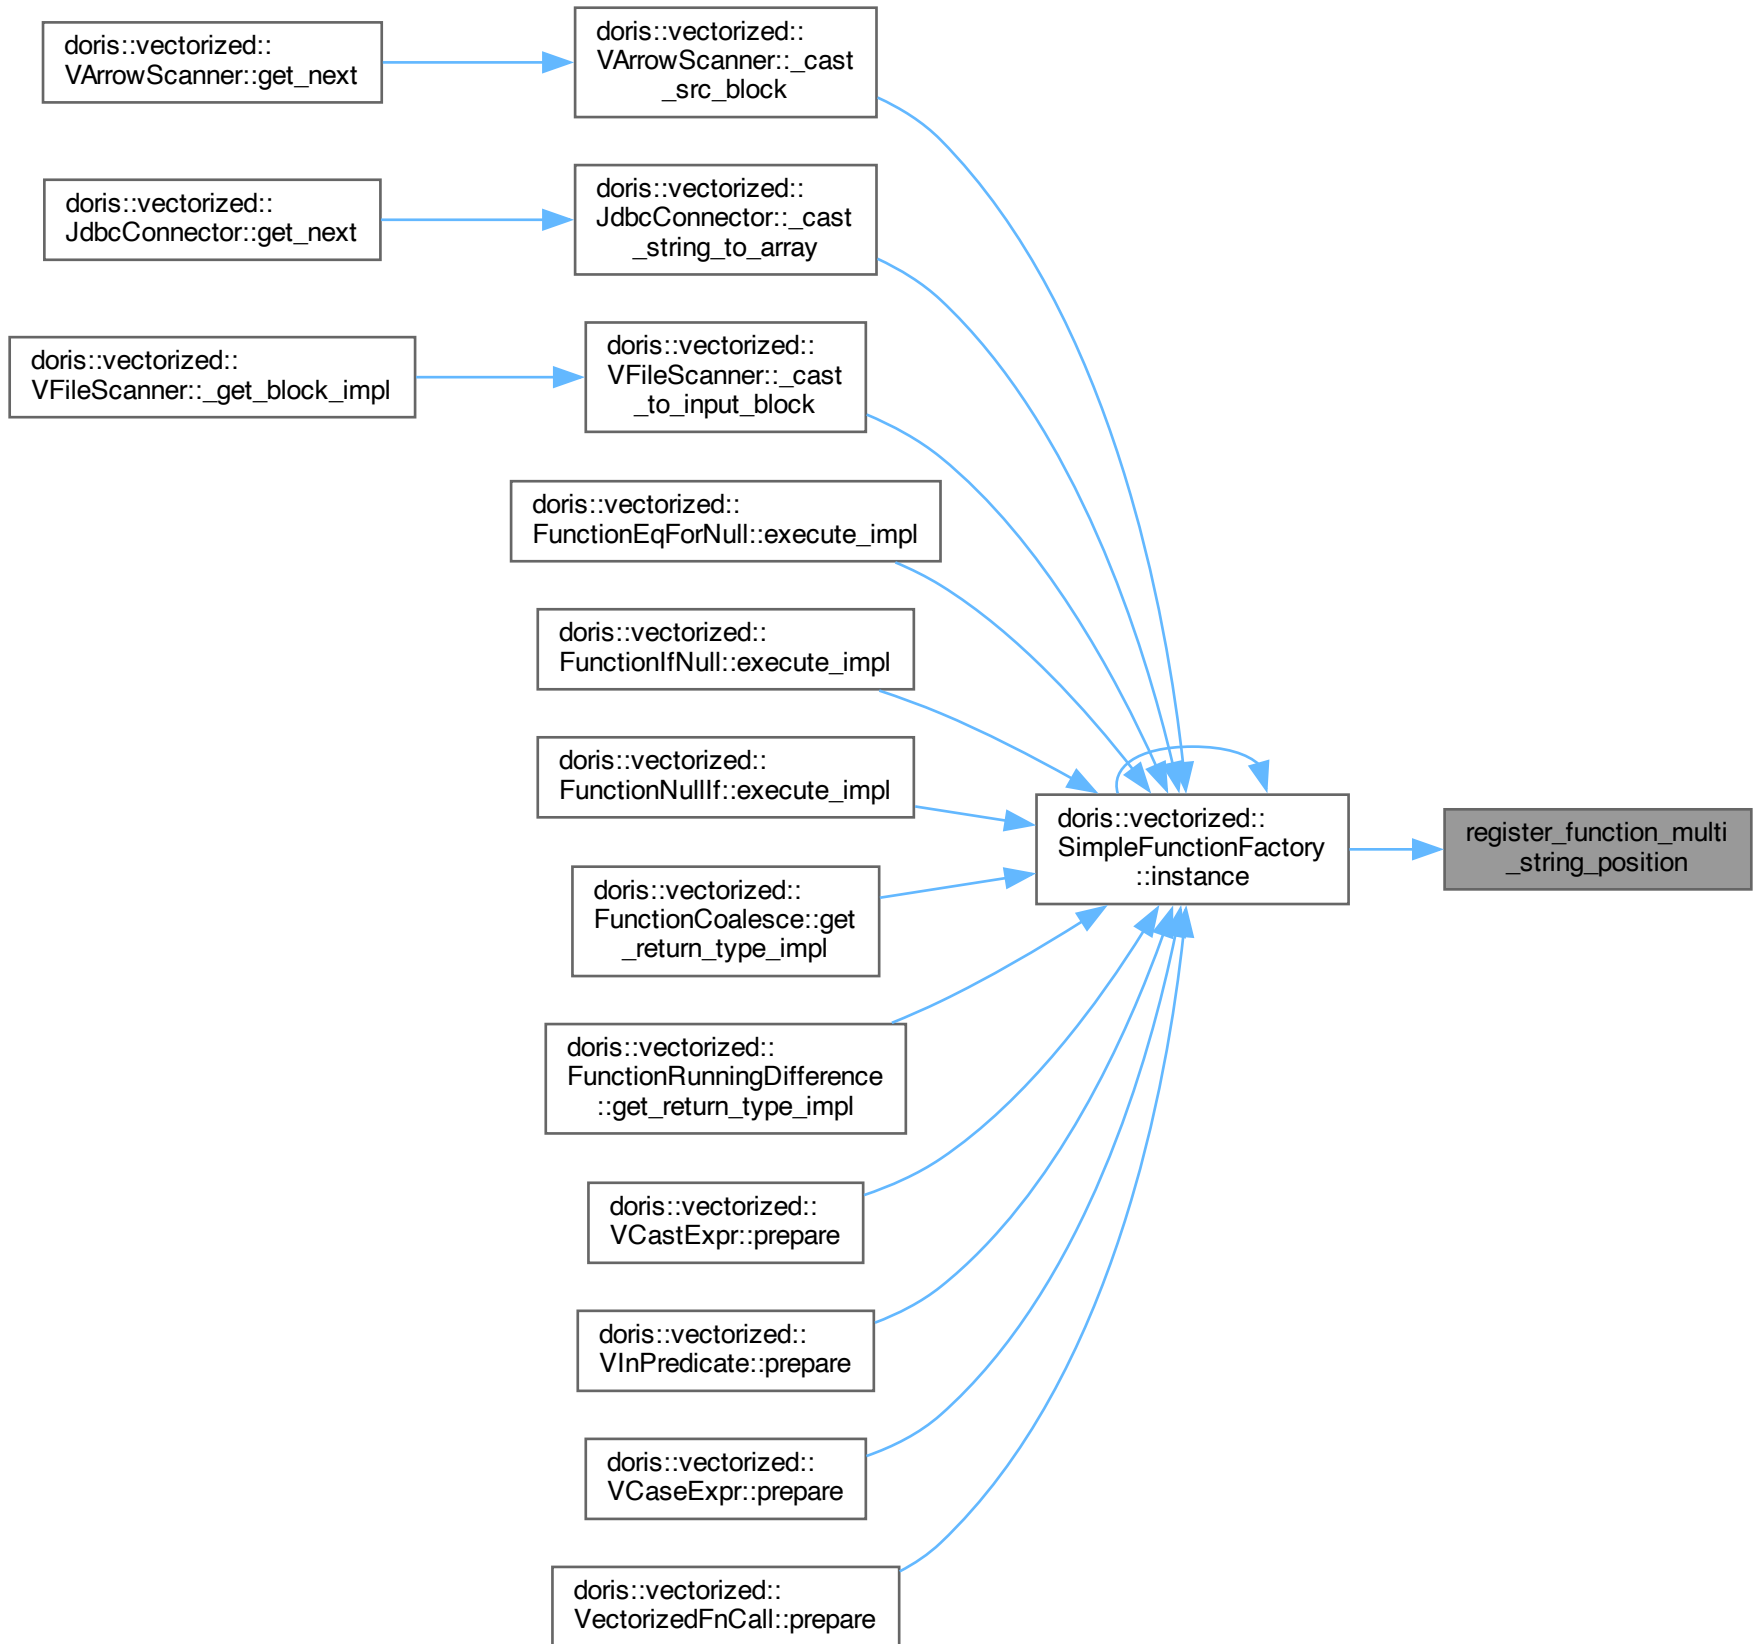 doris::vectorized::
VArrowScanner::get_next
doris::vectorized::
VArrowScanner::_cast
_src_block
doris::vectorized::
JdbcConnector::get_next
doris::vectorized::
JdbcConnector::_cast
_string_to_array
doris::vectorized::
VFileScanner::_get_block_impl
doris::vectorized::
VFileScanner::_cast
_to_input_block
doris::vectorized::
FunctionEqForNull::execute_impl
doris::vectorized::
FunctionIfNull::execute_impl
doris::vectorized::
FunctionNullIf::execute_impl
doris::vectorized::
SimpleFunctionFactory
::instance
register_function_multi
_string_position
doris::vectorized::
FunctionCoalesce::get
_return_type_impl
doris::vectorized::
FunctionRunningDifference
::get_return_type_impl
doris::vectorized::
VCastExpr::prepare
doris::vectorized::
VInPredicate::prepare
doris::vectorized::
VCaseExpr::prepare
doris::vectorized::
VectorizedFnCall::prepare